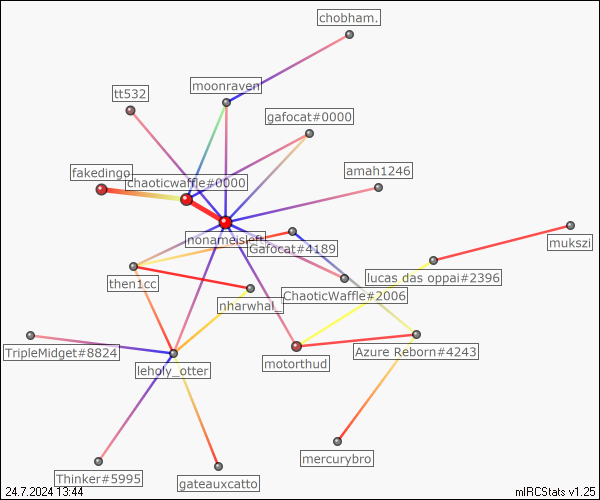 chobham.
moonraven
tt532
gafocat#0000
fakedingo
amah1246
chaoticwaffle#0000
mukszi
nonameisleft
Gafocat#4189
lucas das oppai#2396
then1cc
ChaoticWaffle#2006
nharwhal_
TripleMidget#8824
Azure Reborn#4243
motorthud
leholy_otter
mercurybro
Thinker#5995
gateauxcatto
24.7.2024 13:44
mIRCStats v1.25